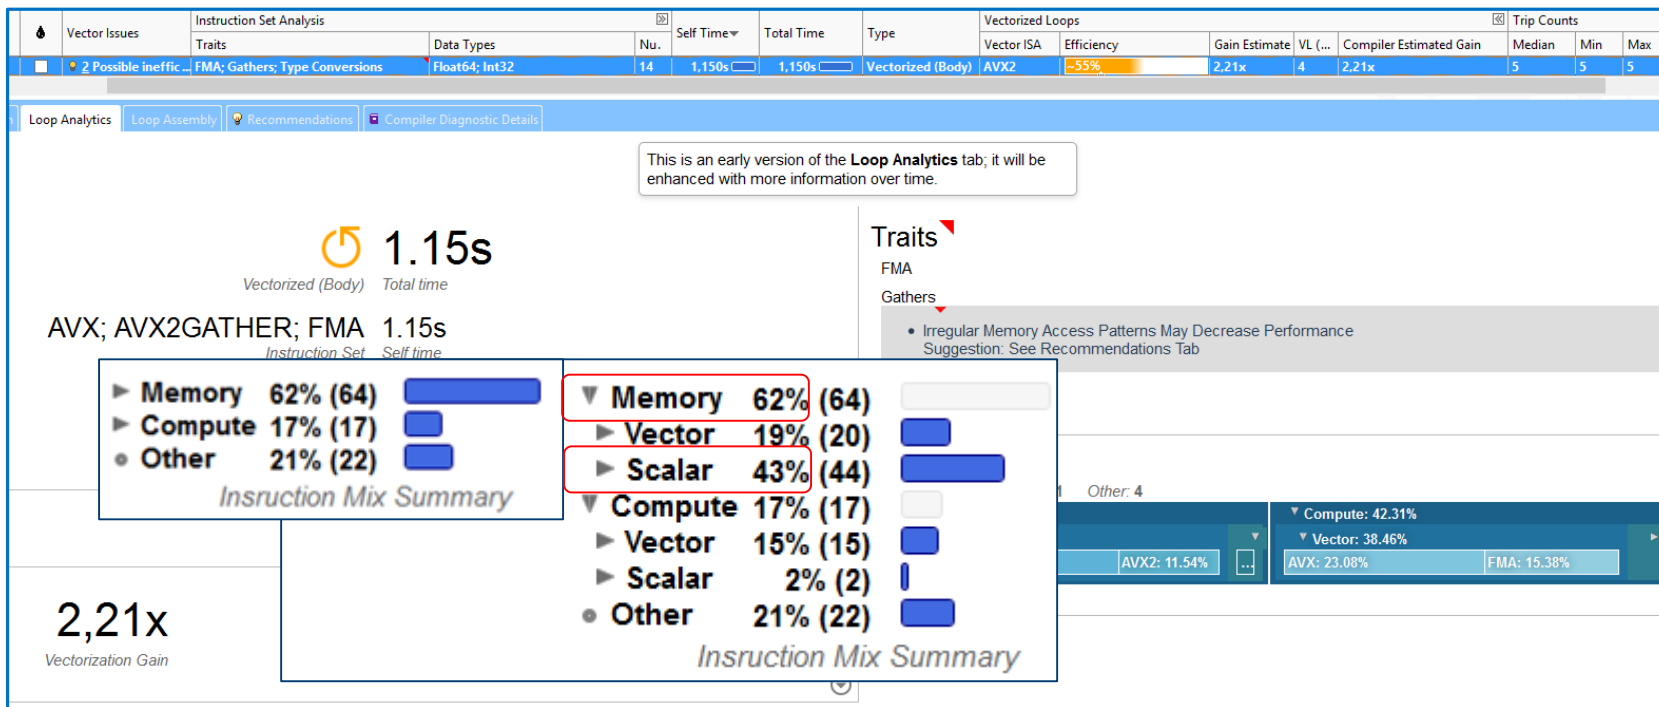 Vector Issues
Instruction Set Analysis
Self Time
Total Time
Type
Vectorized Loops
Trip Counts
Traits
Data Types
Nu.
Vector ISA
Efficiency
Gain Estimate
VL (...
Compiler Estimated Gain
Median
Min
Max
2 Possible ineffic...
FMA; Gathers; Type Conversions
Float64; Int32
14
1,150s
1,150s
Vectorized (Body)
AVX2
~55%
2,21x
4
2,21x
5
5
5
Loop Analytics
Loop Assembly
Recommendations
Compiler Diagnostic Details
This is an early version of the Loop Analytics tab; it will be
enhanced with more information over time.
1.15s
Vectorized (Body)
Total time
AVX; AVX2GATHER; FMA
1.15s
Instruction Set
Self time
Traits
FMA
Gathers
• Irregular Memory Access Patterns May Decrease Performance
Suggestion: See Recommendations Tab
Memory 62% (64)
Compute 17% (17)
Other 21% (22)
Insruction Mix Summary
Memory 62% (64)
Vector 19% (20)
Scalar 43% (44)
Compute 17% (17)
Vector 15% (15)
Scalar 2% (2)
Other 21% (22)
Insruction Mix Summary
Other: 4
Compute: 42.31%
Vector: 38.46%
AVX2: 11.54%
...
AVX: 23.08%
FMA: 15.38%
2,21x
Vectorization Gain